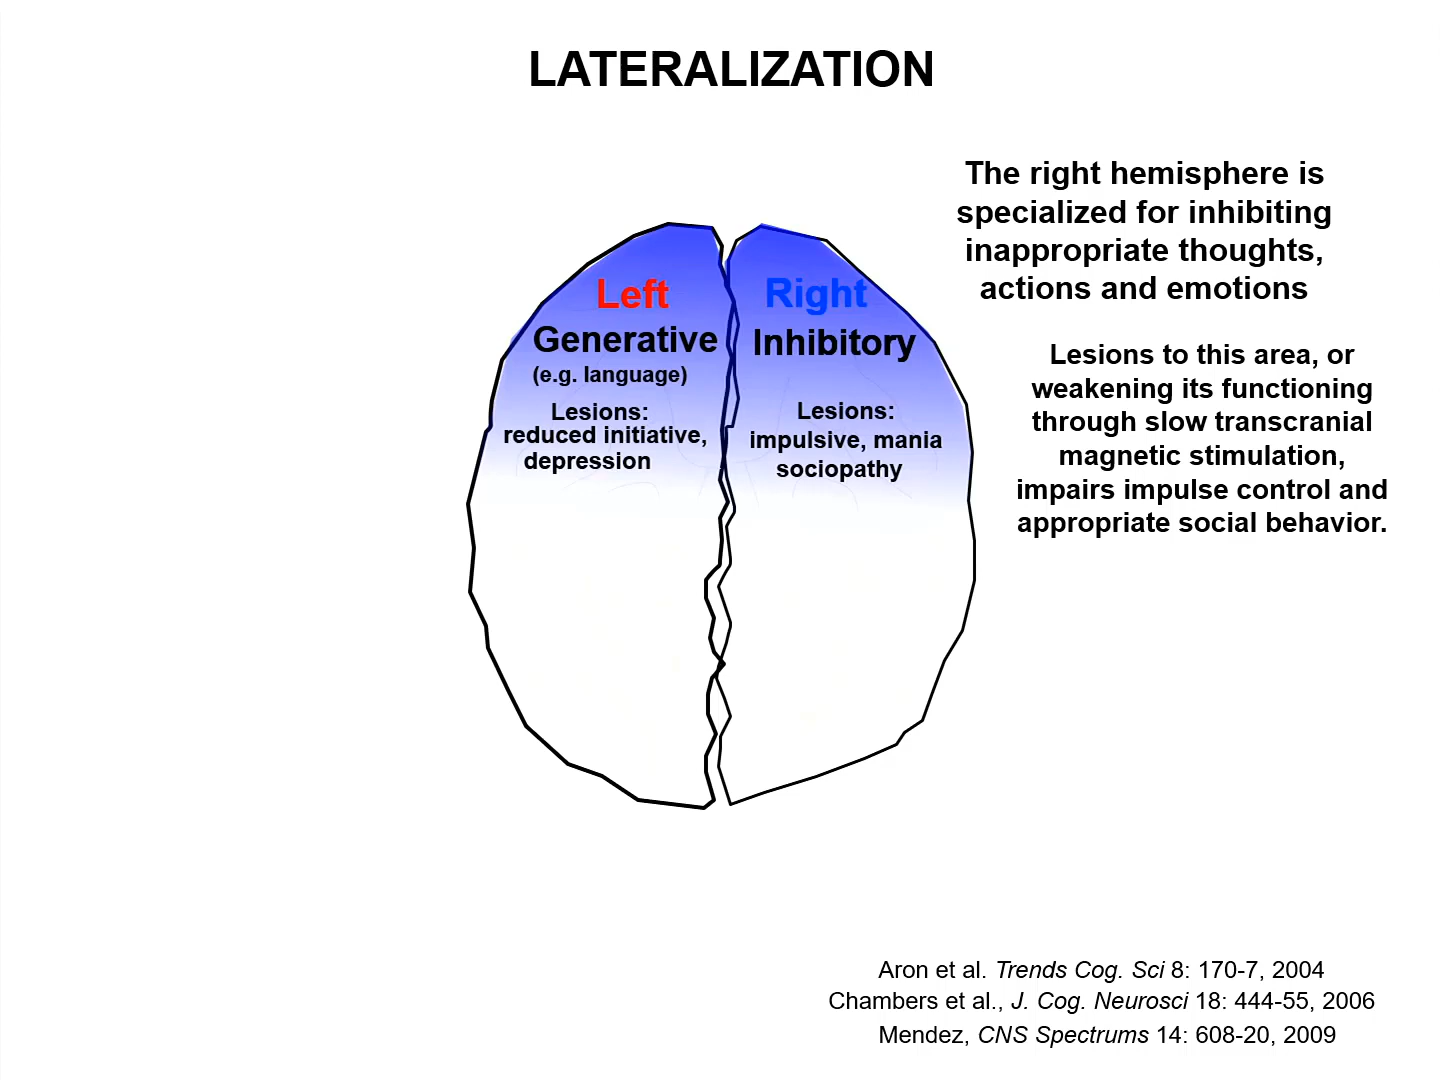 LATERALIZATION
The right hemisphere is
specialized for inhibiting
inappropriate thoughts,
actions and emotions
Left
Generative
(e.g. language)
Lesions:
reduced initiative,
depression
Right
Inhibitory
Lesions:
impulsive, mania
sociopathy
Lesions to this area, or
weakening its functioning
through slow transcranial
magnetic stimulation,
impairs impulse control and
appropriate social behavior.
Aron et al. Trends Cog. Sci 8: 170-7, 2004
Chambers et al., J. Cog. Neurosci 18: 444-55, 2006
Mendez, CNS Spectrums 14: 608-20, 2009